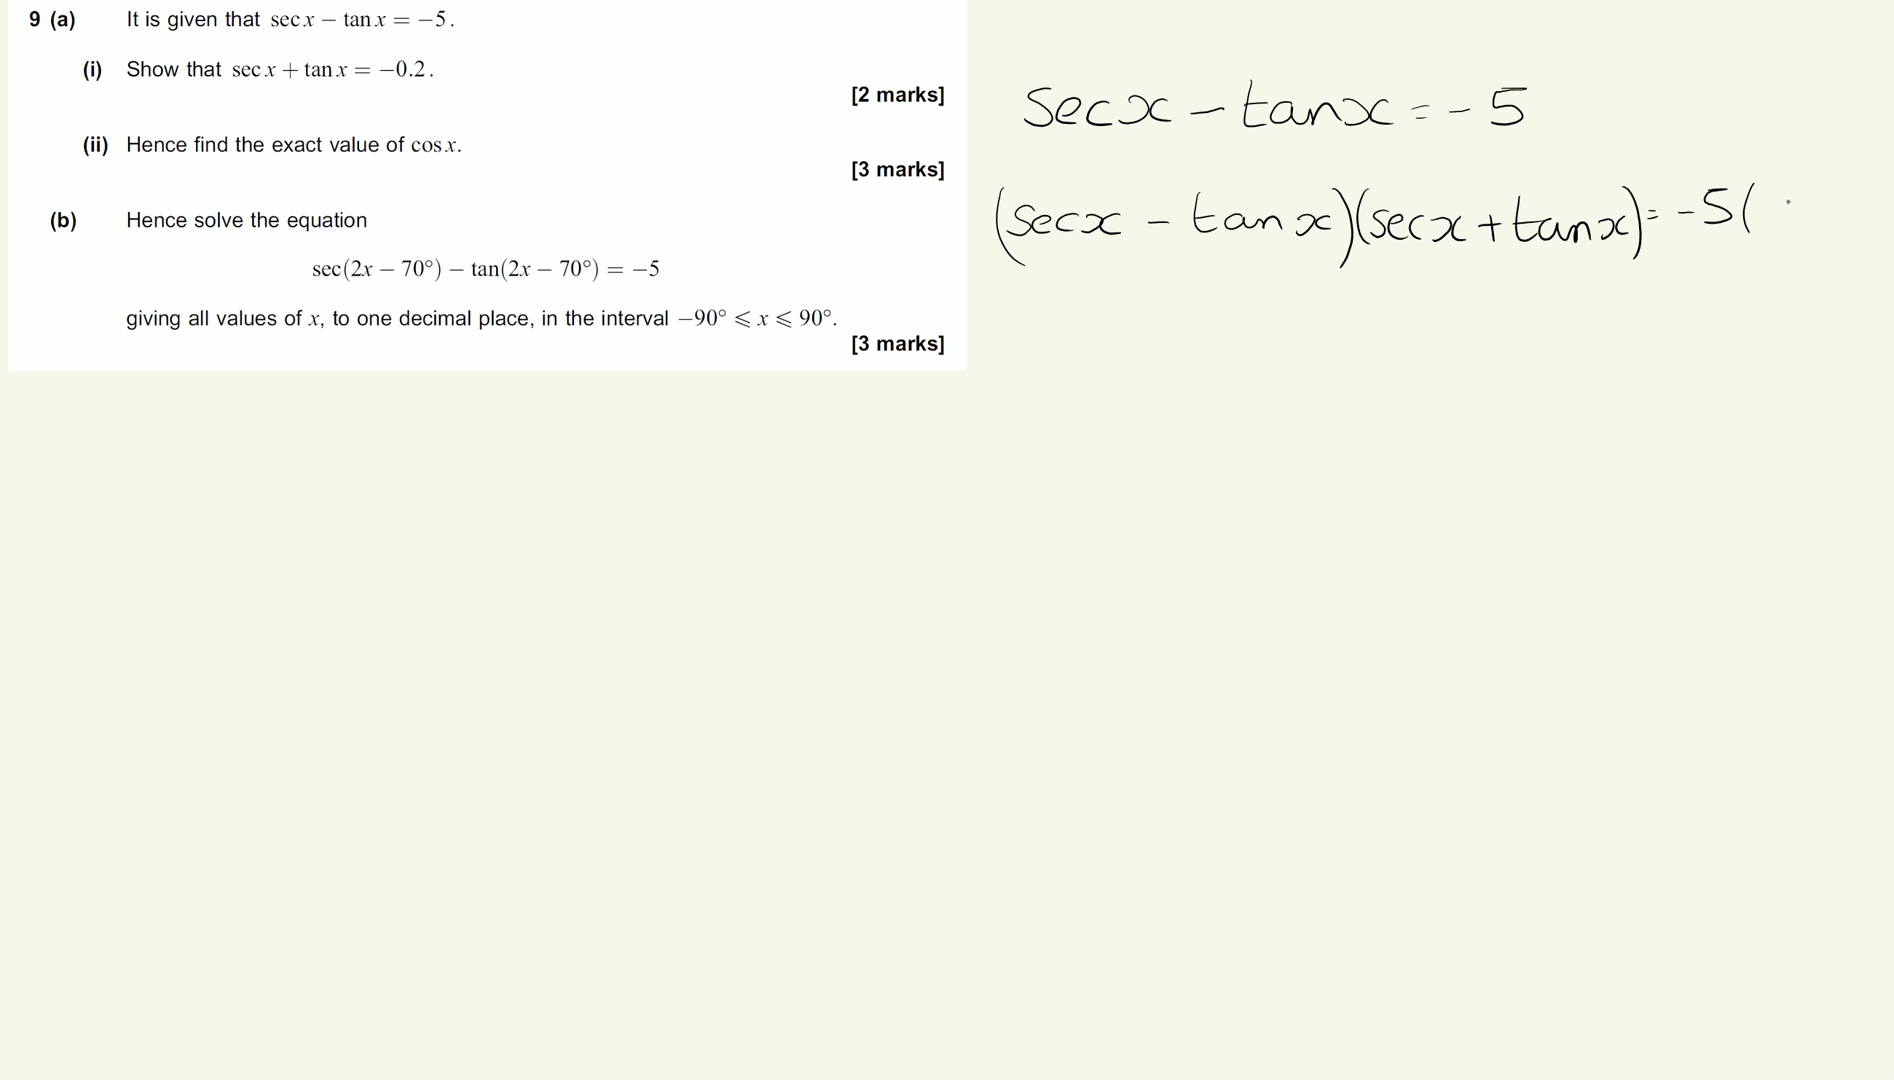 9 (a) It is given that sec x − tan x = −5.
(i) Show that sec x + tan x = −0.2.
[2 marks]
(ii) Hence find the exact value of cos x.
[3 marks]
(b) Hence solve the equation
sec(2x − 70°) − tan(2x − 70°) = −5
giving all values of x, to one decimal place, in the interval −90° ⩽ x ⩽ 90°.
[3 marks]
secx − tanx = − 5
(secx − tan x)(secx + tanx) = −5(